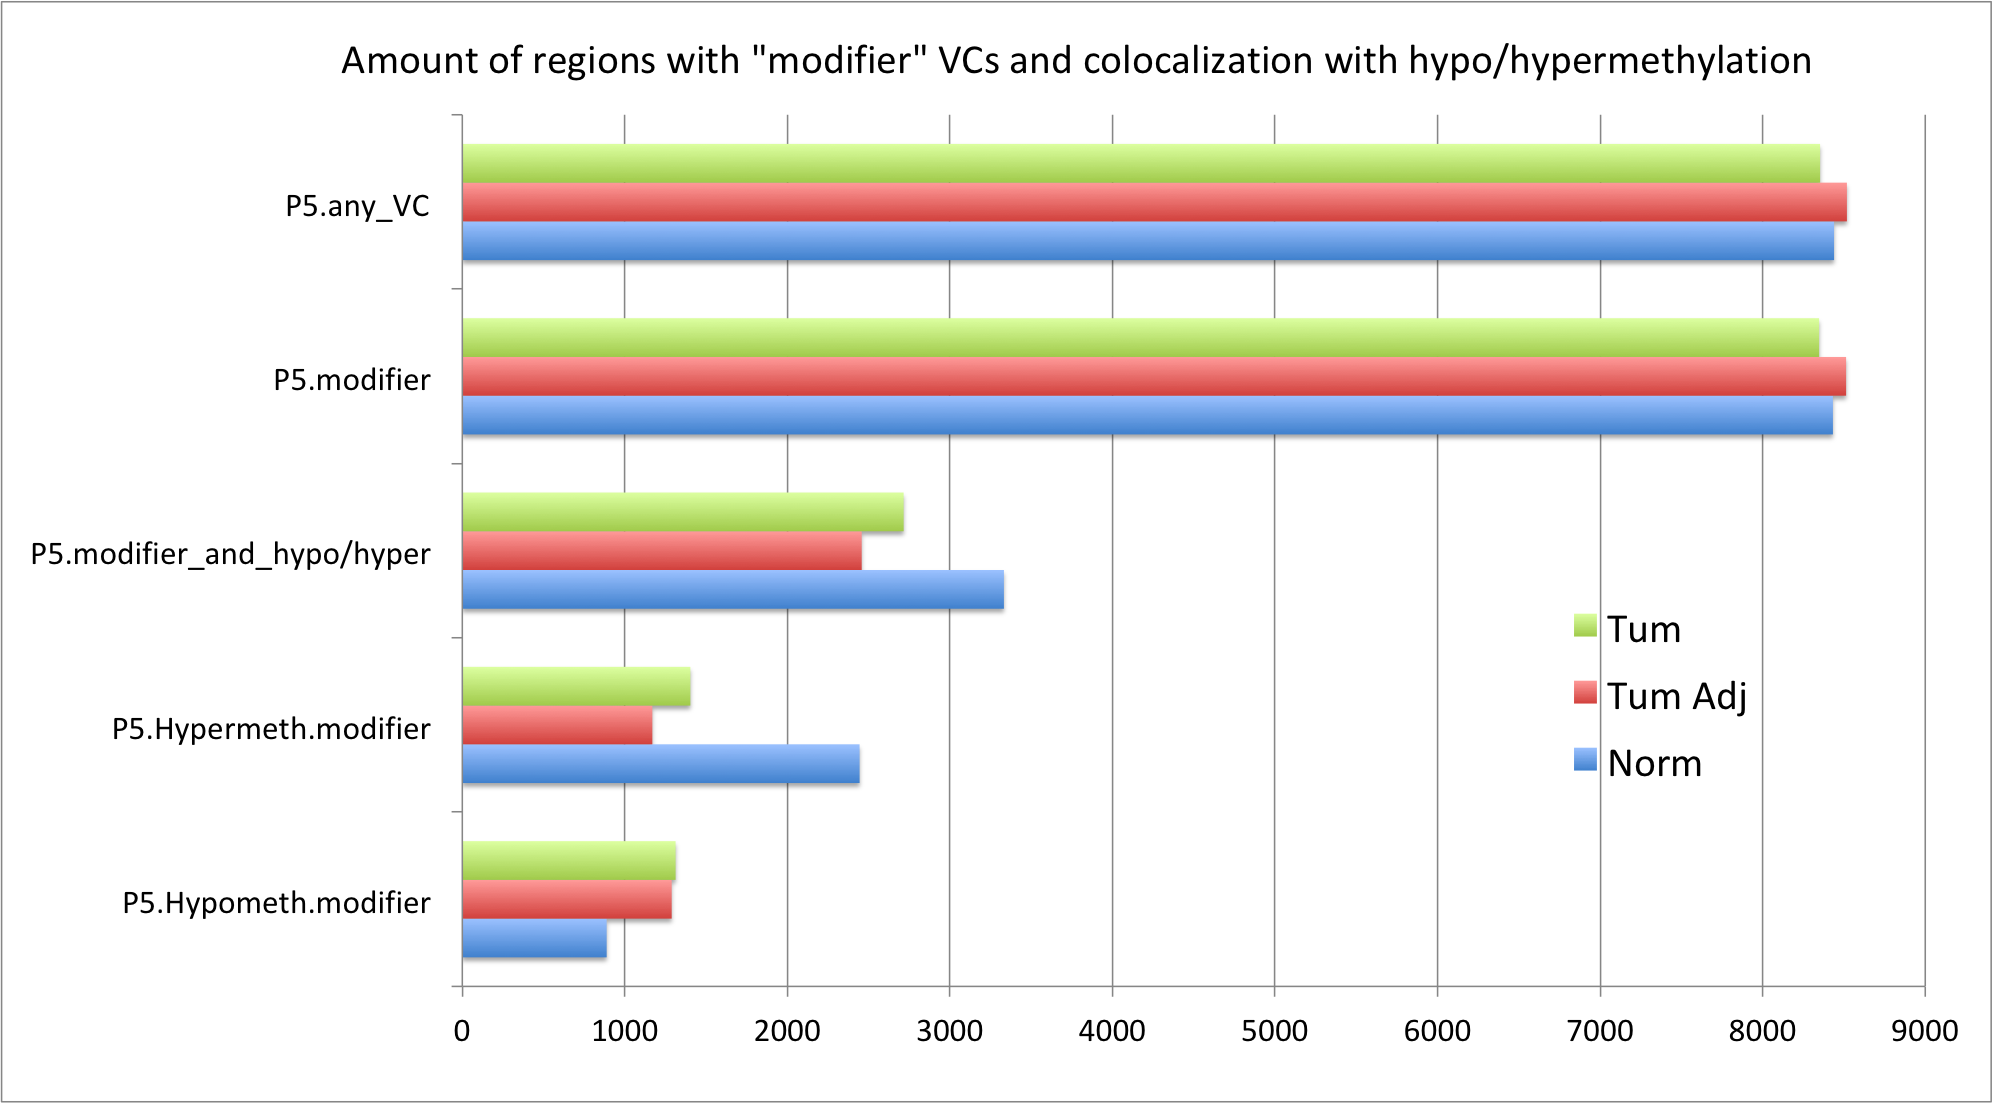 Amount of regions with "modifier" VCs and colocalization with hypo/hypermethylation
P5.any_VC
P5.modifier
P5.modifier_and_hypo/hyper
P5.Hypermeth.modifier
P5.Hypometh.modifier
Tum
Tum Adj
Norm
0 1000 2000 3000 4000 5000 6000 7000 8000 9000